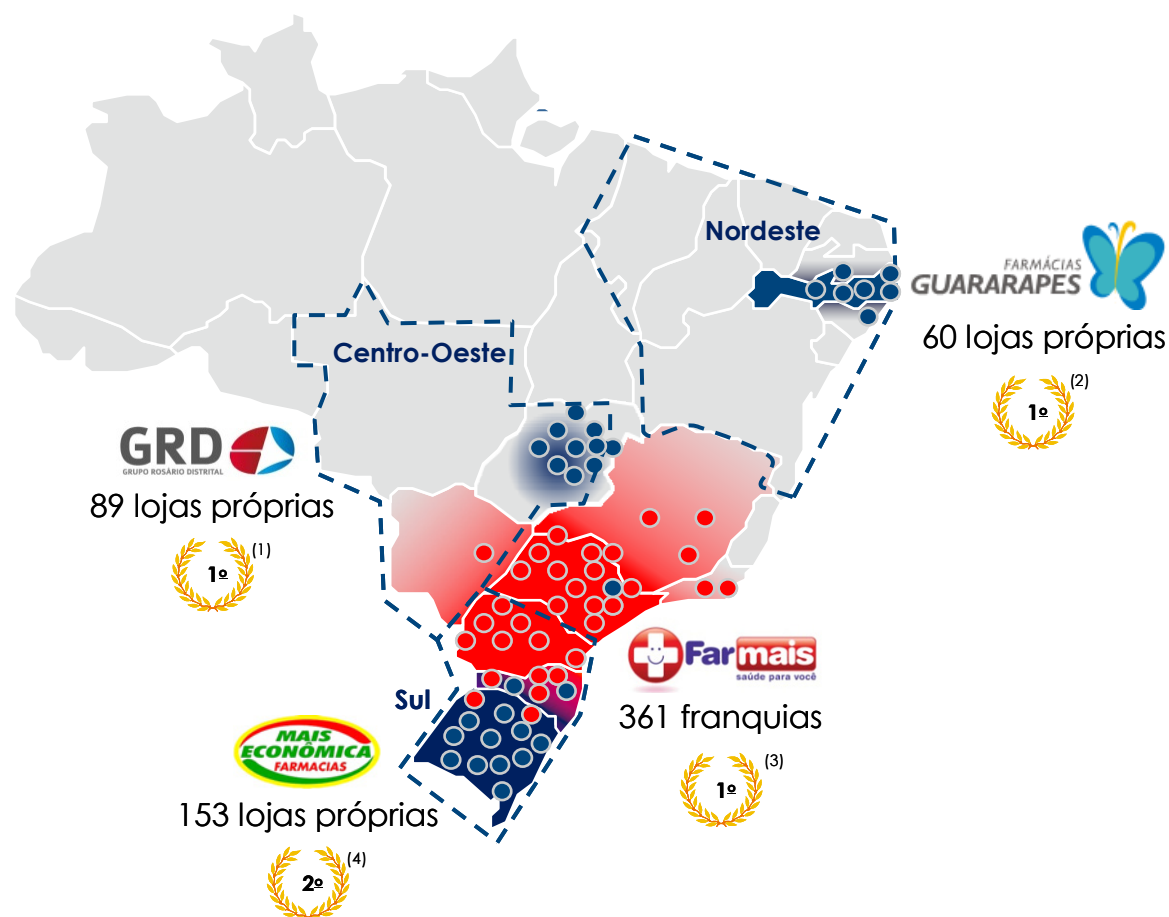 Nordeste
FARMÁCIAS
GUARARAPES
60 lojas próprias
(2)
1º
Centro-Oeste
GRD
GRUPO ROSÁRIO DISTRITAL
89 lojas próprias
(1)
1º
Farmais
saúde para você
361 franquias
(3)
1º
Sul
MAIS
ECONÔMICA
FARMACIAS
153 lojas próprias
(4)
2º